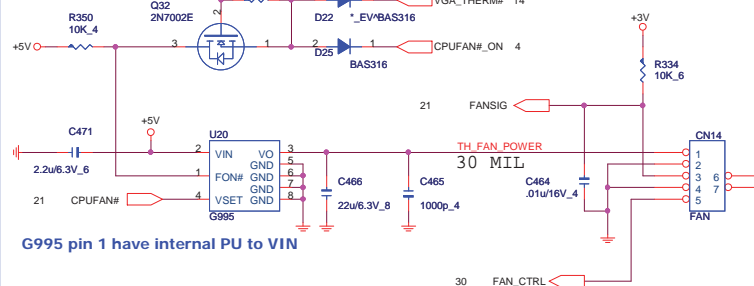 R350
10K_4
Q32
2N7002E
2
+5V
3
1
D22
*_EV/BAS316
VGA_THERM#
14
2
D25
1
BAS316
CPUFAN#_ON
4
+3V
R334
10K_6
21
FANSIG
C471
2.2u/6.3V_6
+5V
U20
2
VIN
VO
3
GND
5
1
FON#
GND
6
GND
7
4
VSET
GND
8
G995
21
CPUFAN#
TH_FAN_POWER
30 MIL
C466
22u/6.3V_8
C465
1000p_4
C464
.01u/16V_4
CN14
1
2
3
6
4
7
5
FAN
G995 pin 1 have internal PU to VIN
30
FAN_CTRL